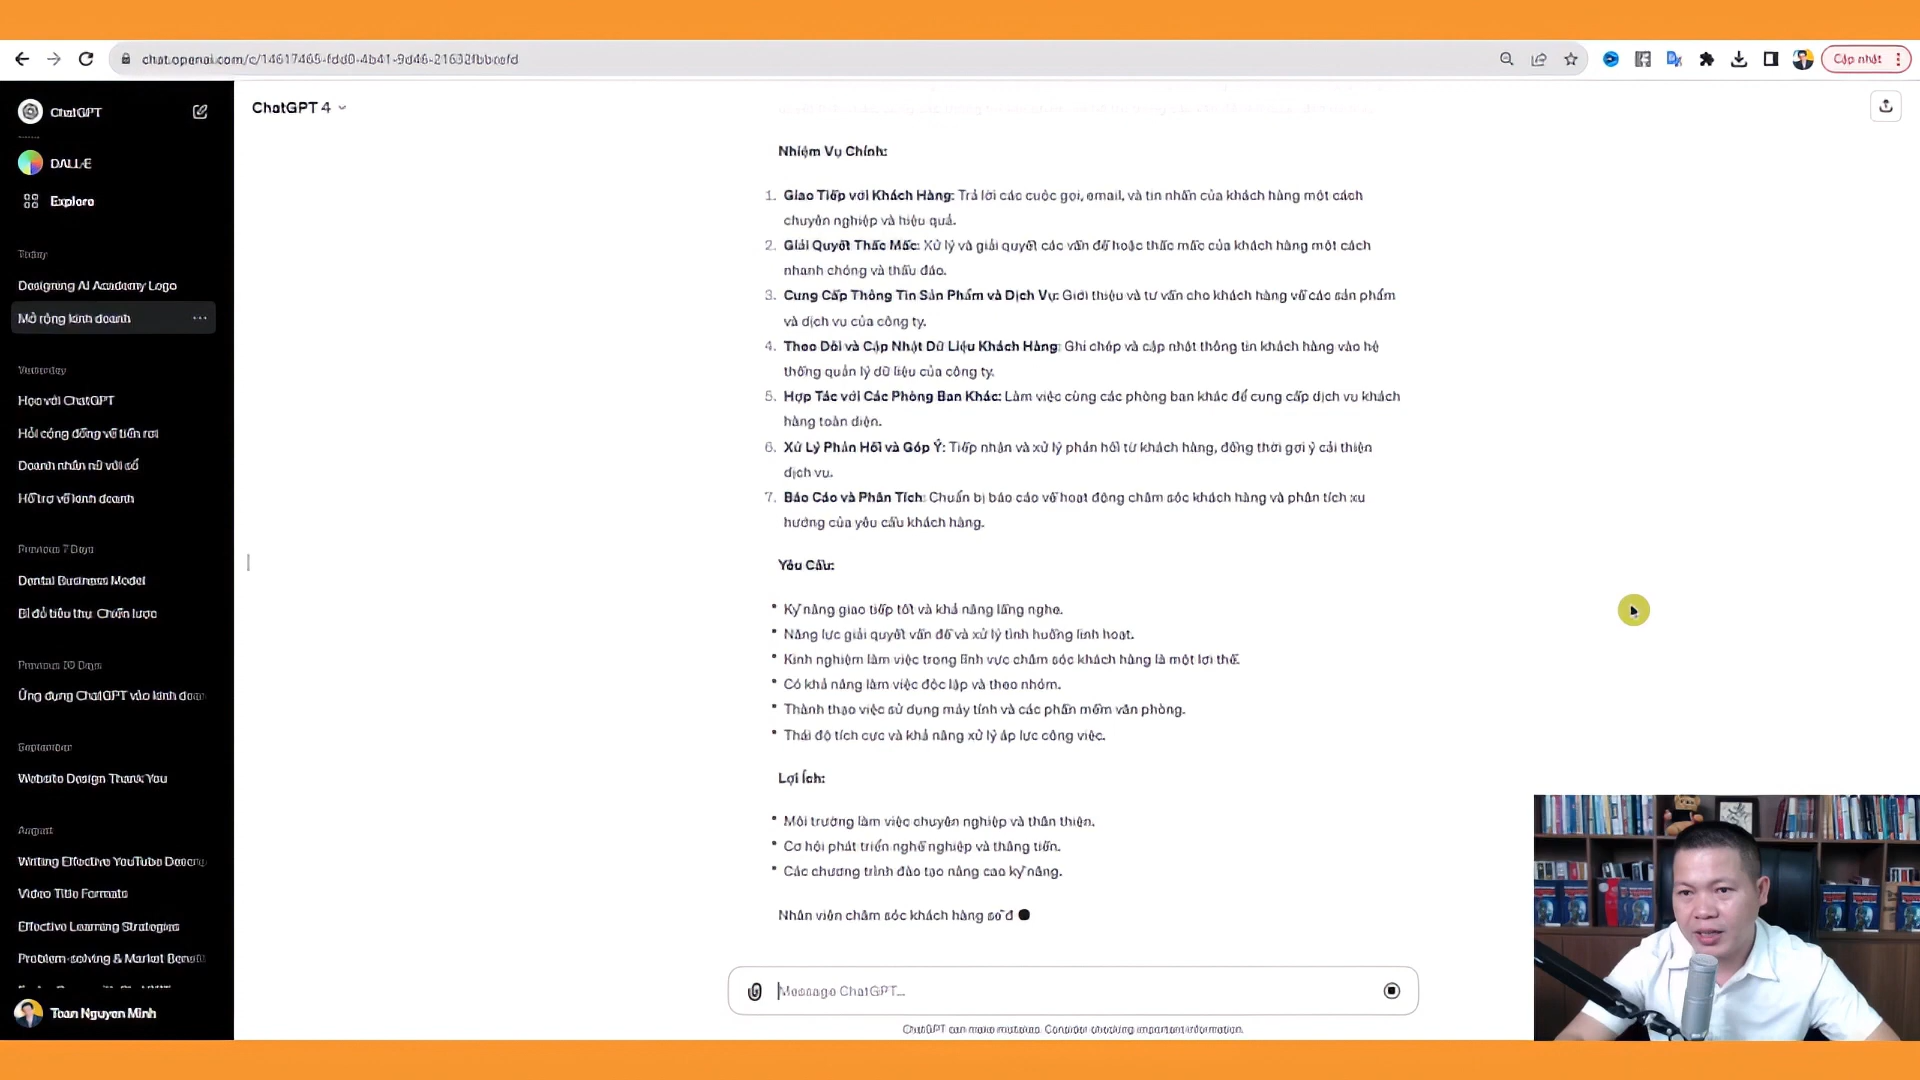 chat.openai.com/c/14617465-fdd0-4b41-9d46-21632fbbcefd
Cập nhật
ChatGPT
ChatGPT 4
DALL·E
Explore
Today
Designing AI Academy Logo
Mở rộng kinh doanh
Yesterday
Học với ChatGPT
Hỏi cộng đồng về tiền rơi
Doanh nhân nữ với số
Hỗ trợ về kinh doanh
Previous 7 Days
Dental Business Model
Bí đỏ tiêu thụ: Chiến lược
Previous 30 Days
Ứng dụng ChatGPT vào kinh doan
September
Website Design Thank You
August
Writing Effective YouTube Descri
Video Title Formats
Effective Learning Strategies
Problem-solving & Market Benefi
Toan Nguyen Minh
Nhiệm Vụ Chính:
1. Giao Tiếp với Khách Hàng: Trả lời các cuộc gọi, email, và tin nhắn của khách hàng một cách
chuyên nghiệp và hiệu quả.
2. Giải Quyết Thắc Mắc: Xử lý và giải quyết các vấn đề hoặc thắc mắc của khách hàng một cách
nhanh chóng và thấu đáo.
3. Cung Cấp Thông Tin Sản Phẩm và Dịch Vụ: Giới thiệu và tư vấn cho khách hàng về các sản phẩm
và dịch vụ của công ty.
4. Theo Dõi và Cập Nhật Dữ Liệu Khách Hàng: Ghi chép và cập nhật thông tin khách hàng vào hệ
thống quản lý dữ liệu của công ty.
5. Hợp Tác với Các Phòng Ban Khác: Làm việc cùng các phòng ban khác để cung cấp dịch vụ khách
hàng toàn diện.
6. Xử Lý Phản Hồi và Góp Ý: Tiếp nhận và xử lý phản hồi từ khách hàng, đồng thời gợi ý cải thiện
dịch vụ.
7. Báo Cáo và Phân Tích: Chuẩn bị báo cáo về hoạt động chăm sóc khách hàng và phân tích xu
hướng của yêu cầu khách hàng.
Yêu Cầu:
• Kỹ năng giao tiếp tốt và khả năng lắng nghe.
• Năng lực giải quyết vấn đề và xử lý tình huống linh hoạt.
• Kinh nghiệm làm việc trong lĩnh vực chăm sóc khách hàng là một lợi thế.
• Có khả năng làm việc độc lập và theo nhóm.
• Thành thạo việc sử dụng máy tính và các phần mềm văn phòng.
• Thái độ tích cực và khả năng xử lý áp lực công việc.
Lợi Ích:
• Môi trường làm việc chuyên nghiệp và thân thiện.
• Cơ hội phát triển nghề nghiệp và thăng tiến.
• Các chương trình đào tạo nâng cao kỹ năng.
Nhân viên chăm sóc khách hàng sẽ đ
Message ChatGPT...
ChatGPT can make mistakes. Consider checking important information.